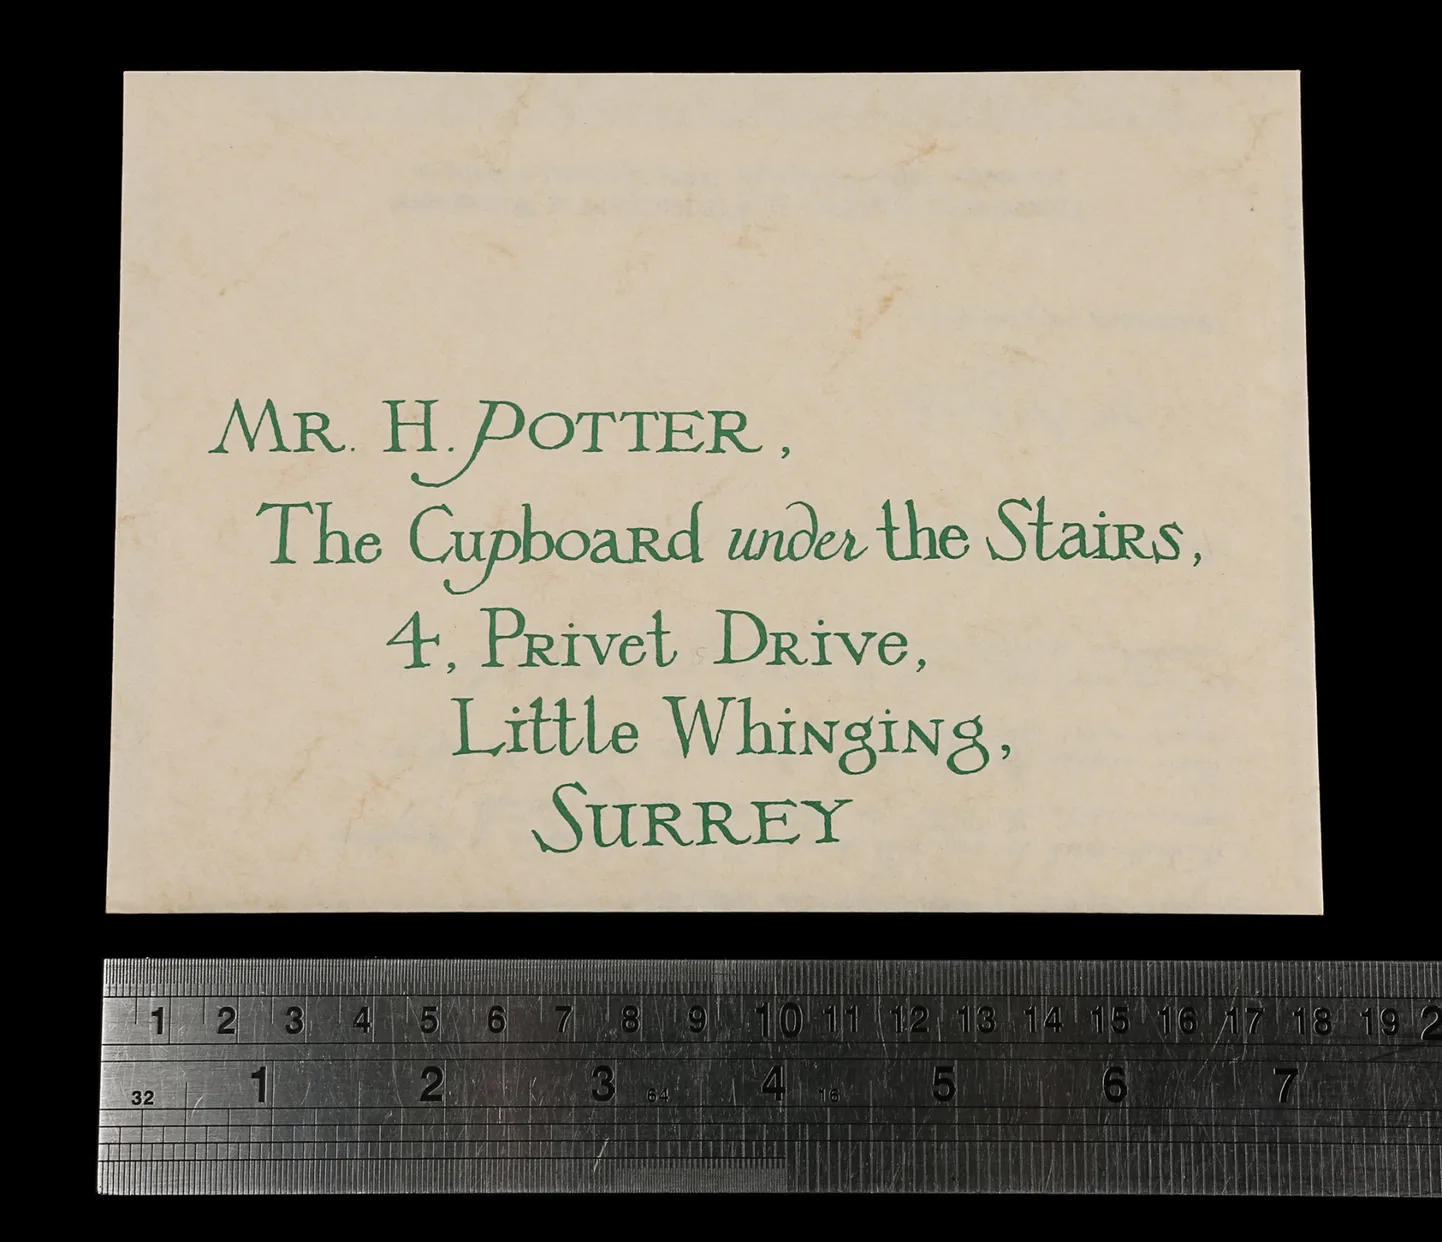 MR. H. POTTER,
The Cupboard under the Stairs,
4, Privet Drive,
Little Whinging,
SURREY
1 2 3 4 5 6 7 8 9 10 11 12 13 14 15 16 17 18 19
1 2 3 4 5 6 7
32 64 16